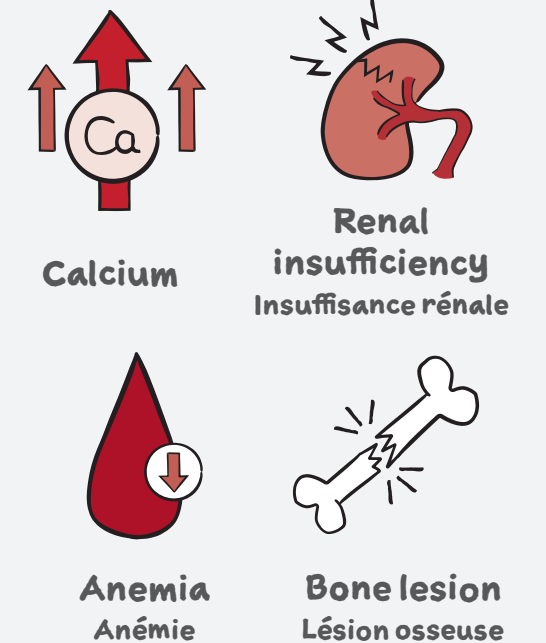 Ca
Calcium
Renal
insufficiency
Insuffisance rénale
Anemia
Anémie
Bone lesion
Lésion osseuse